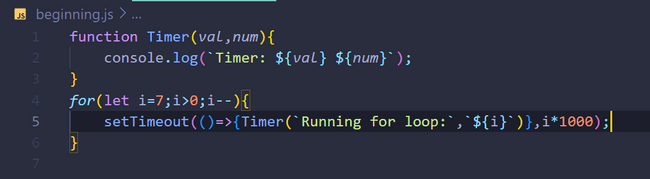 JS beginning.js > ...
1 function Timer(val,num){
2 console.log(`Timer: ${val} ${num}`);
3 }
4 for(let i=7;i>0;i--){
5 setTimeout(()=>{Timer(`Running for loop:`,`${i}`)},i*1000);
6 }
7